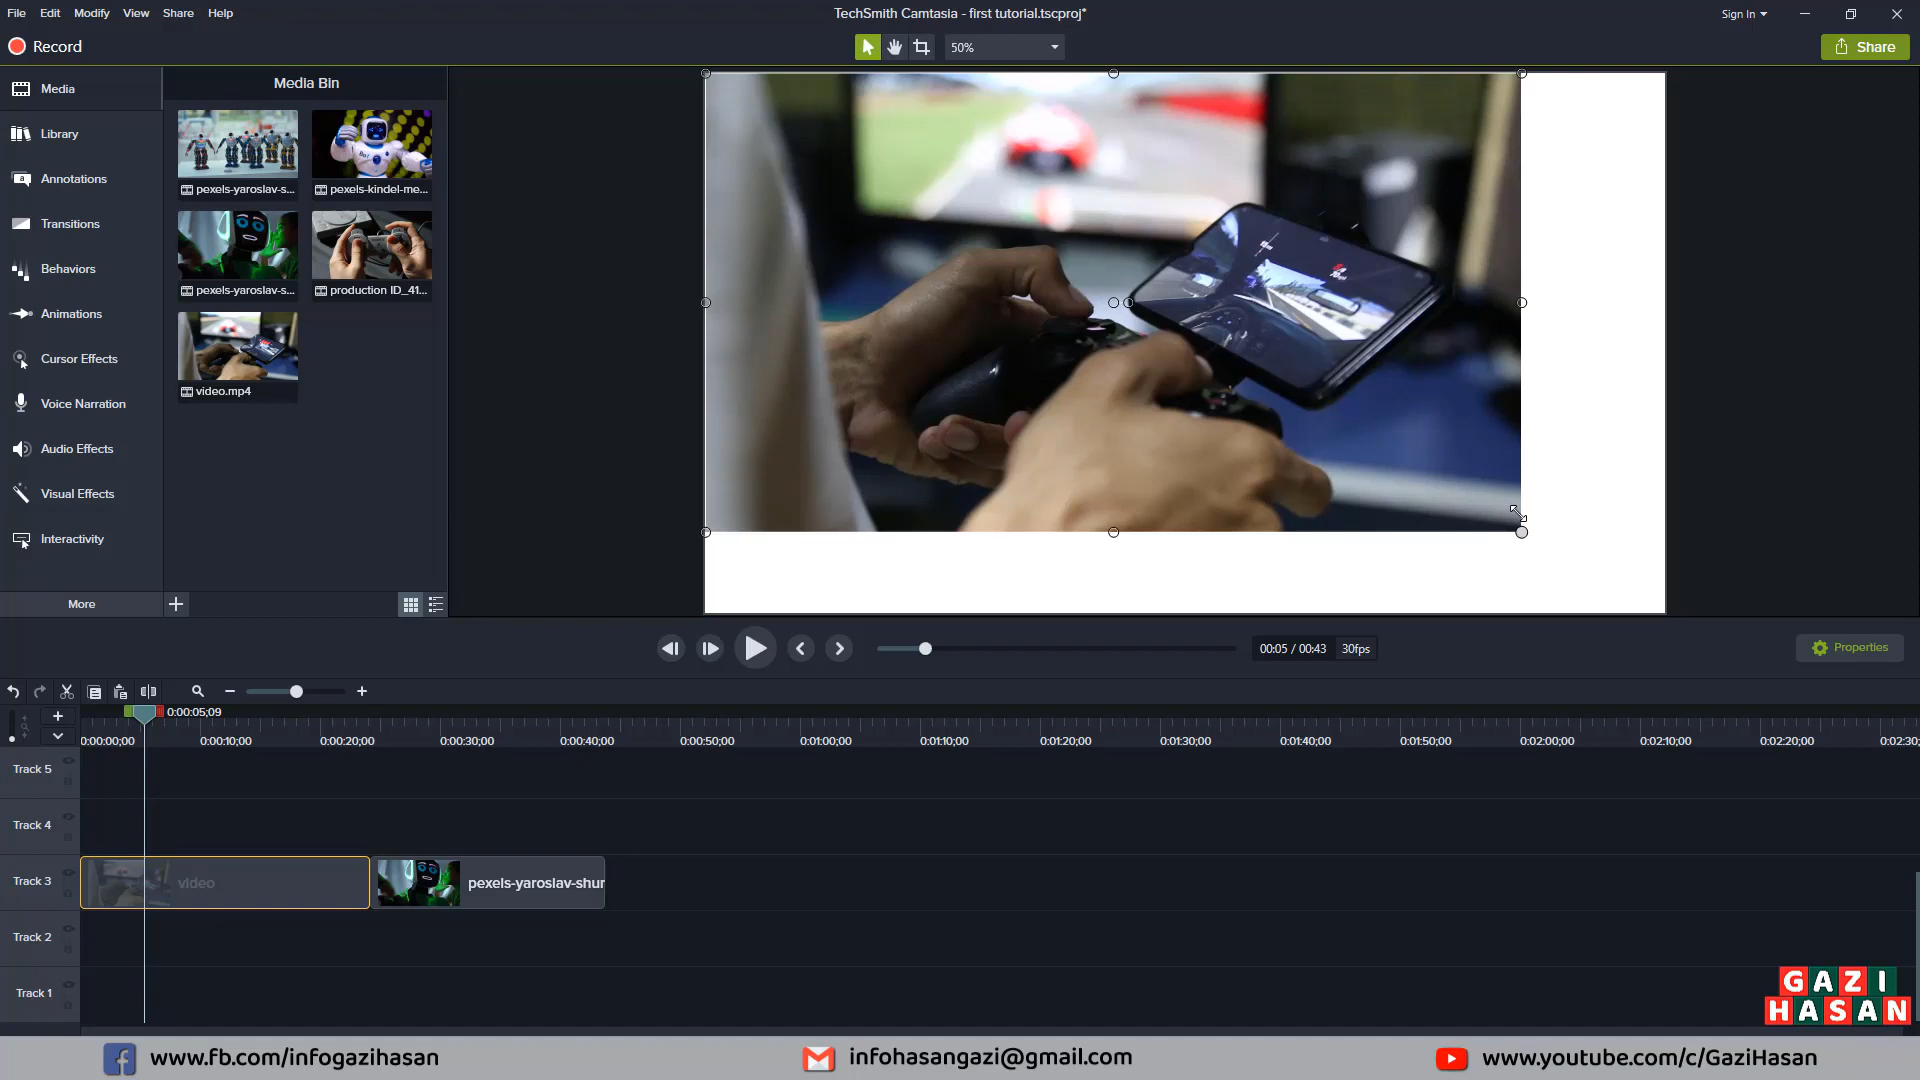 File Edit Modify View Share Help
TechSmith Camtasia - first tutorial.tscproj*
Sign In
Record
50%
Share
Media
Library
Annotations
Transitions
Behaviors
Animations
Cursor Effects
Voice Narration
Audio Effects
Visual Effects
Interactivity
More
Media Bin
pexels-yaroslav-s...
pexels-kindel-me...
pexels-yaroslav-s...
production ID_41...
video.mp4
00:05 / 00:43 30fps
Properties
0:00:05;09
0:00:00;00 0:00:10;00 0:00:20;00 0:00:30;00 0:00:40;00 0:00:50;00 0:01:00;00 0:01:10;00 0:01:20;00 0:01:30;00 0:01:40;00 0:01:50;00 0:02:00;00 0:02:10;00 0:02:20;00 0:02:30;
Track 5
Track 4
Track 3
video
pexels-yaroslav-shur
Track 2
Track 1
GAZI
HASAN
www.fb.com/infogazihasan
infohasangazi@gmail.com
www.youtube.com/c/GaziHasan